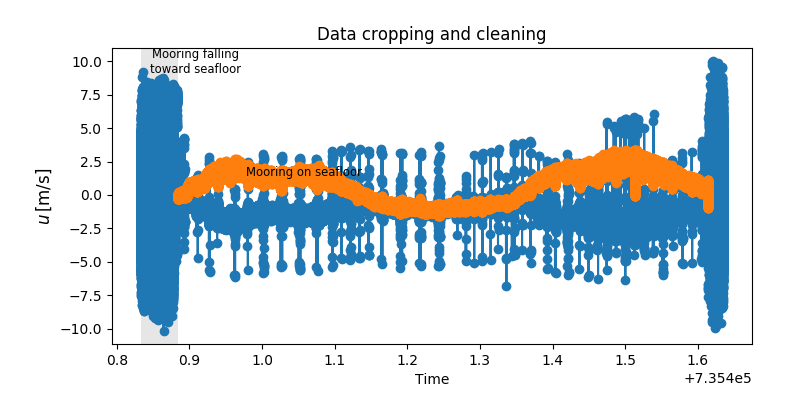 Data cropping and cleaning
Mooring falling
toward seafloor
Mooring on seafloor
u [m/s]
10.0
7.5
5.0
2.5
0.0
−2.5
−5.0
−7.5
−10.0
0.8 0.9 1.0 1.1 1.2 1.3 1.4 1.5 1.6
+7.354e5
Time